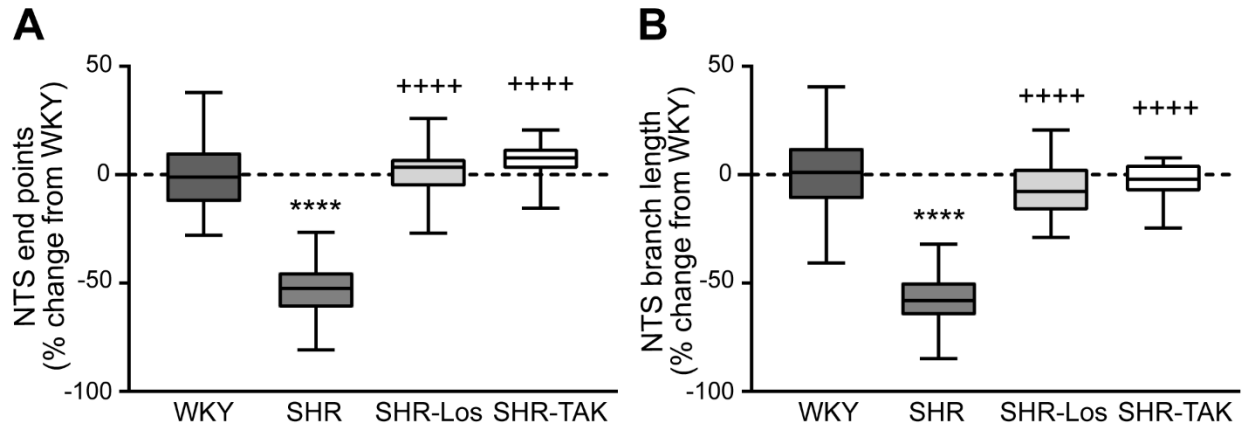 A
NTS end points
(% change from WKY)
50
0
-50
-100
****
++++
++++
WKY
SHR
SHR-Los
SHR-TAK
B
NTS branch length
(% change from WKY)
50
0
-50
-100
****
++++
++++
WKY
SHR
SHR-Los
SHR-TAK